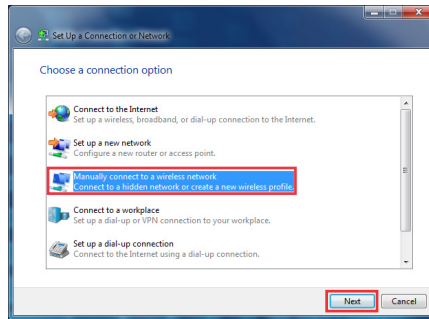 Set Up a Connection or Network
Choose a connection option
Connect to the Internet
Set up a wireless, broadband, or dial-up connection to the Internet.
Set up a new network
Configure a new router or access point.
Manually connect to a wireless network
Connect to a hidden network or create a new wireless profile.
Connect to a workplace
Set up a dial-up or VPN connection to your workplace.
Set up a dial-up connection
Connect to the Internet using a dial-up connection.
Next
Cancel